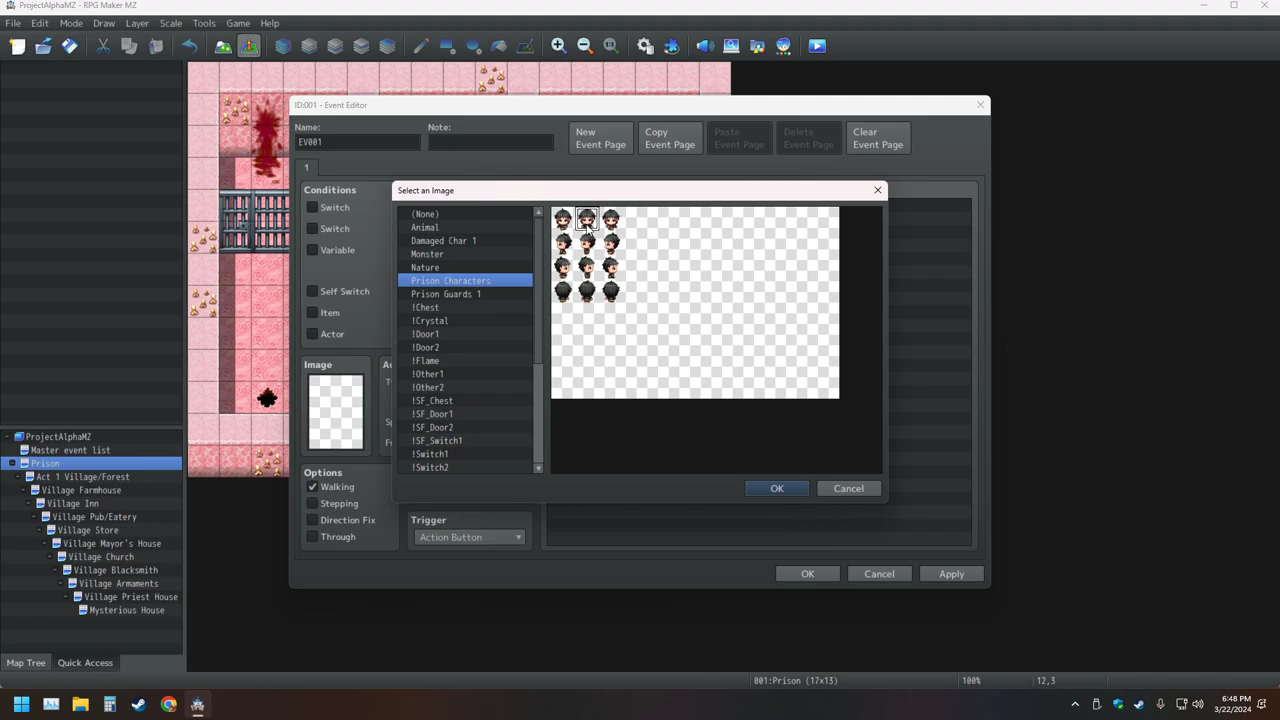 ProjectAlphaMZ - RPG Maker MZ
File Edit Mode Draw Layer Scale Tools Game Help
ID:001 - Event Editor
Name: Note:
EV001
New Event Page
Copy Event Page
Paste Event Page
Delete Event Page
Clear Event Page
1
Conditions
Switch
Switch
Variable
Self Switch
Item
Actor
Image
Options
Walking
Stepping
Direction Fix
Through
Trigger
Action Button
Select an Image
(None)
Animal
Damaged Char 1
Monster
Nature
Prison Characters
Prison Guards 1
!Chest
!Crystal
!Door1
!Door2
!Flame
!Other1
!Other2
!SF_Chest
!SF_Door1
!SF_Door2
!SF_Switch1
!Switch1
!Switch2
OK Cancel
OK Cancel Apply
ProjectAlphaMZ
Master event list
Prison
Act 1 Village/Forest
Village Farmhouse
Village Inn
Village Pub/Eatery
Village Store
Village Mayor's House
Village Church
Village Blacksmith
Village Armaments
Village Priest House
Mysterious House
Map Tree Quick Access
001:Prison (17x13) 100% 12,3
6:48 PM
3/22/2024